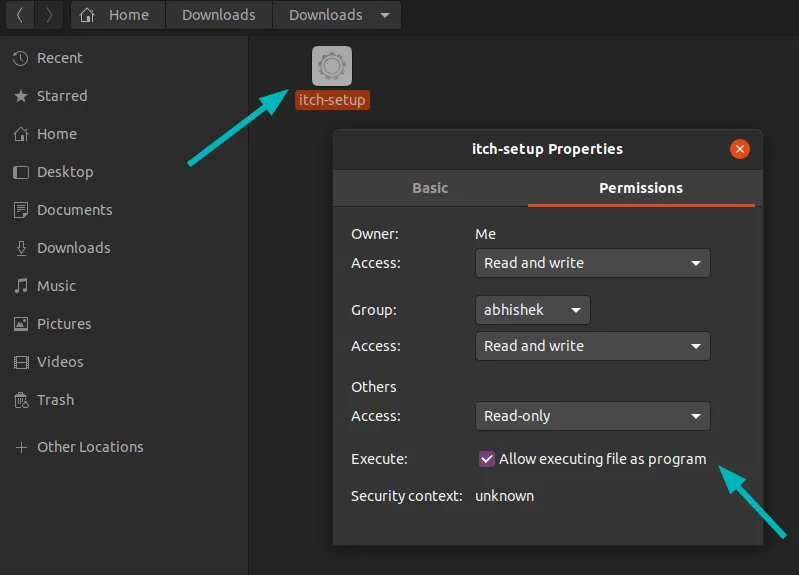 Home Downloads Downloads
Recent
Starred
Home
Desktop
Documents
Downloads
Music
Pictures
Videos
Trash
Other Locations
itch-setup
itch-setup Properties
Basic Permissions
Owner: Me
Access: Read and write
Group: abhishek
Access: Read and write
Others
Access: Read-only
Execute: Allow executing file as program
Security context: unknown